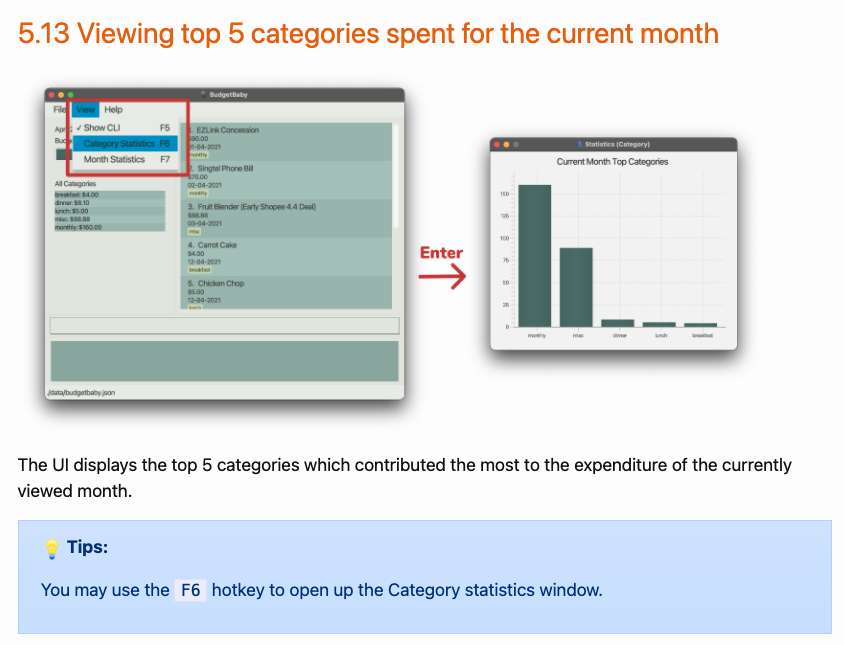 5.13 Viewing top 5 categories spent for the current month
BudgetBaby
File View Help
✓ Show CLI F5
Category Statistics F6
Month Statistics F7
All Categories
breakfast: $4.00
dinner: $8.10
lunch: $5.00
misc: $88.88
monthly: $160.00
1. EZLink Concession
$90.00
monthly
2. Singtel Phone Bill
$70.00
02-04-2021
monthly
3. Fruit Blender (Early Shopee 4.4 Deal)
$88.88
03-04-2021
misc
4. Carrot Cake
$4.00
12-04-2021
breakfast
5. Chicken Chop
$5.00
12-04-2021
lunch
/data/budgetbaby.json
Enter
Statistics (Category)
Current Month Top Categories
150
125
100
75
50
25
0
monthly misc dinner lunch breakfast
The UI displays the top 5 categories which contributed the most to the expenditure of the currently
viewed month.
Tips:
You may use the F6 hotkey to open up the Category statistics window.